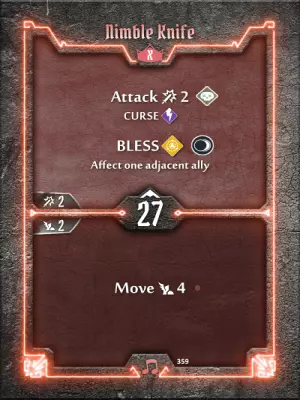 Nimble Knife
X
Attack 2
CURSE
BLESS
Affect one adjacent ally
2
27
2
Move 4
359